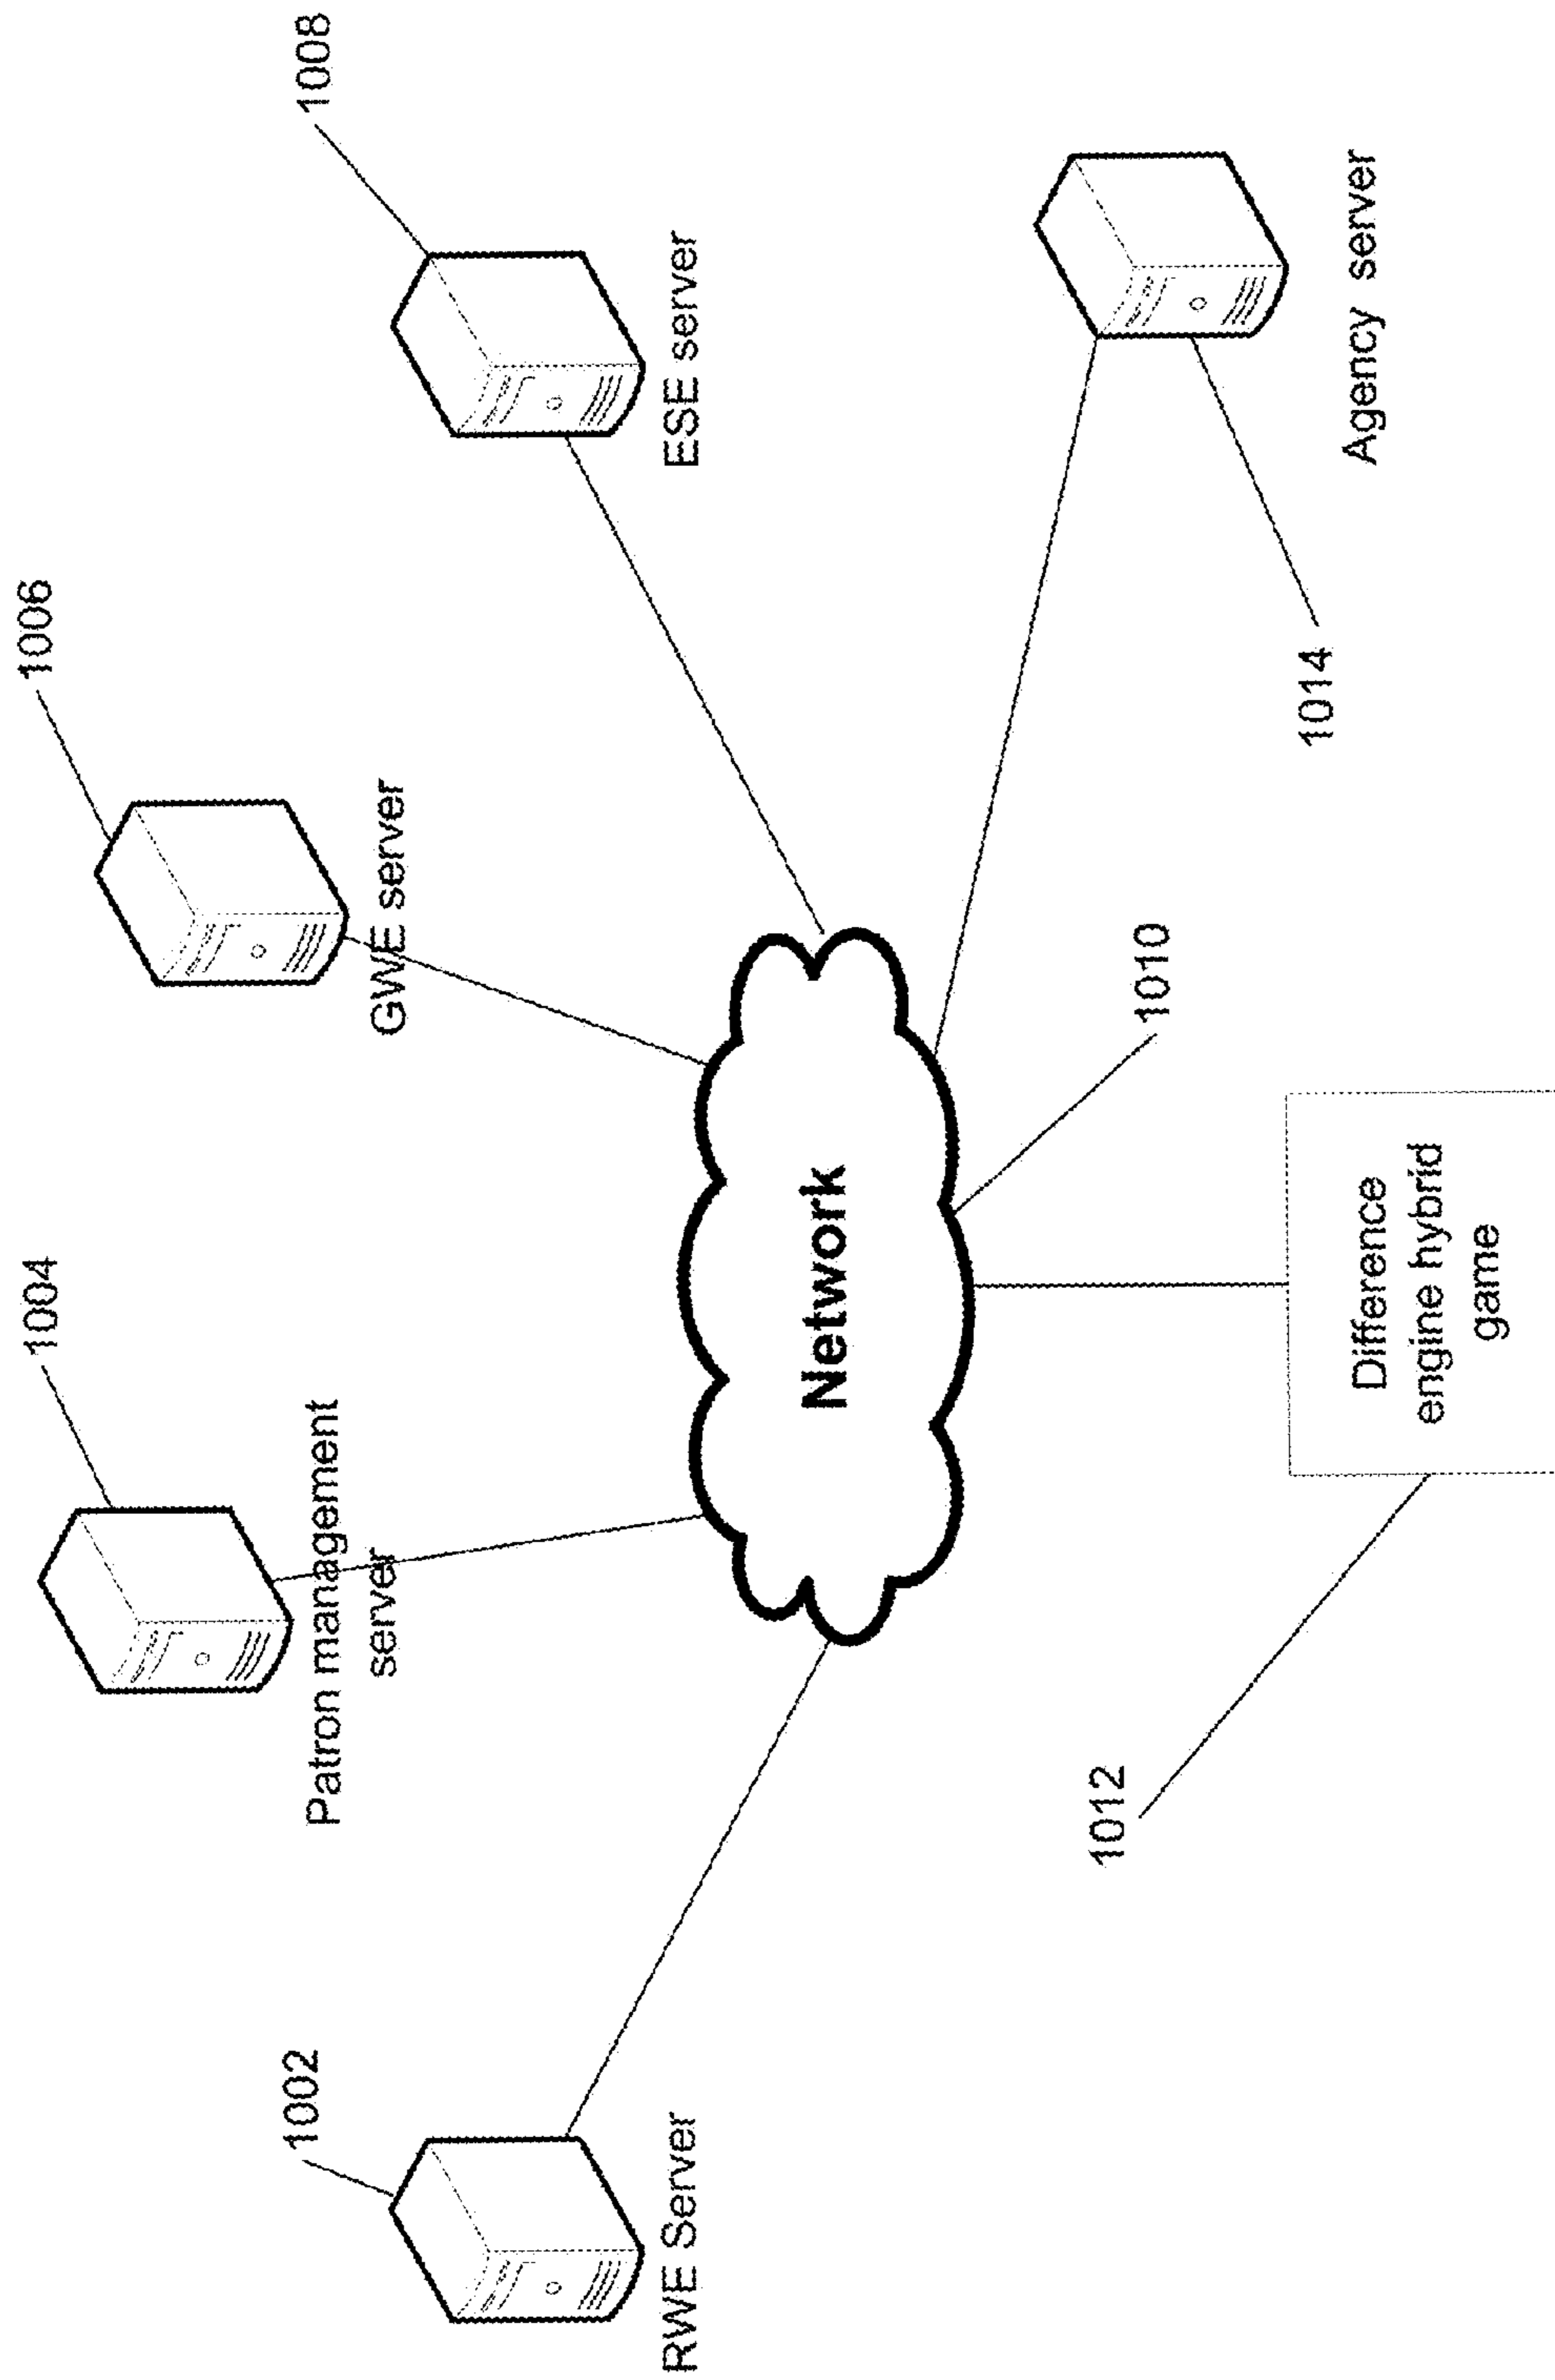 1004
1006
1002
1008
Patron management
server
GWE server
RWE Server
ESE server
Network
1012
1010
1014
Difference
engine hybrid
game
Agency server